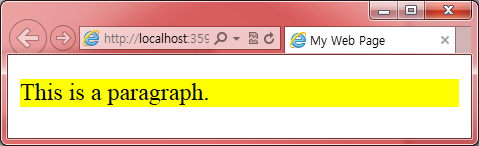 http://localhost:359
My Web Page
This is a paragraph.